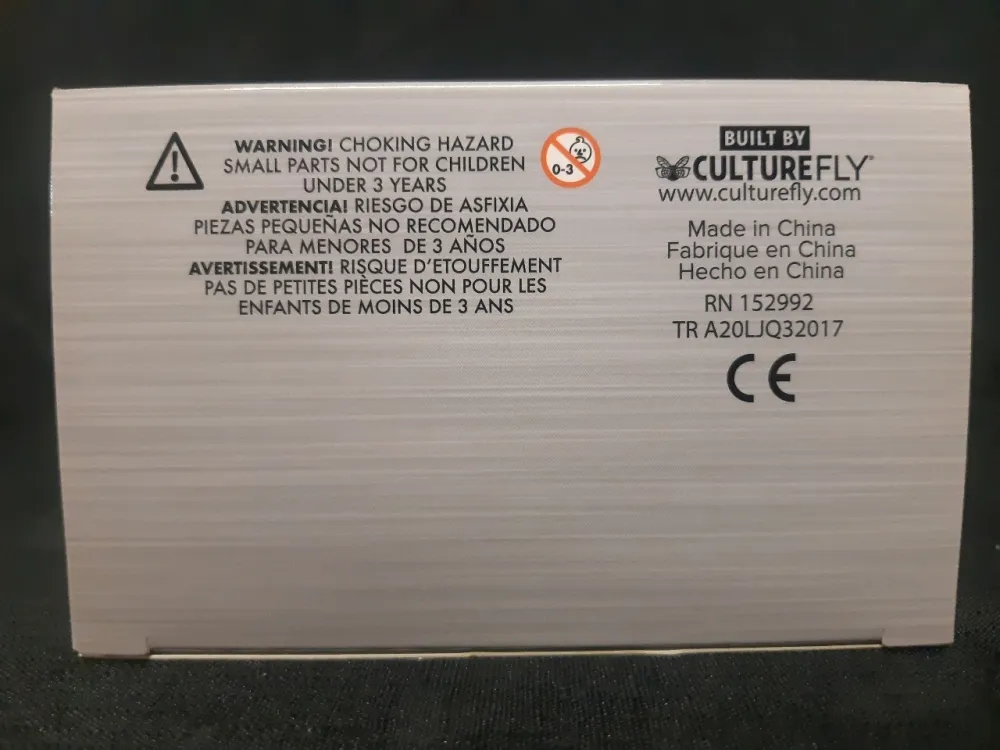 WARNING! CHOKING HAZARD
SMALL PARTS NOT FOR CHILDREN
UNDER 3 YEARS
ADVERTENCIA! RIESGO DE ASFIXIA
PIEZAS PEQUEÑAS NO RECOMENDADO
PARA MENORES DE 3 AÑOS
AVERTISSEMENT! RISQUE D'ETOUFFEMENT
PAS DE PETITES PIÈCES NON POUR LES
ENFANTS DE MOINS DE 3 ANS
0-3
BUILT BY
CULTUREFLY®
www.culturefly.com
Made in China
Fabrique en China
Hecho en China
RN 152992
TR A20LJQ32017
CE